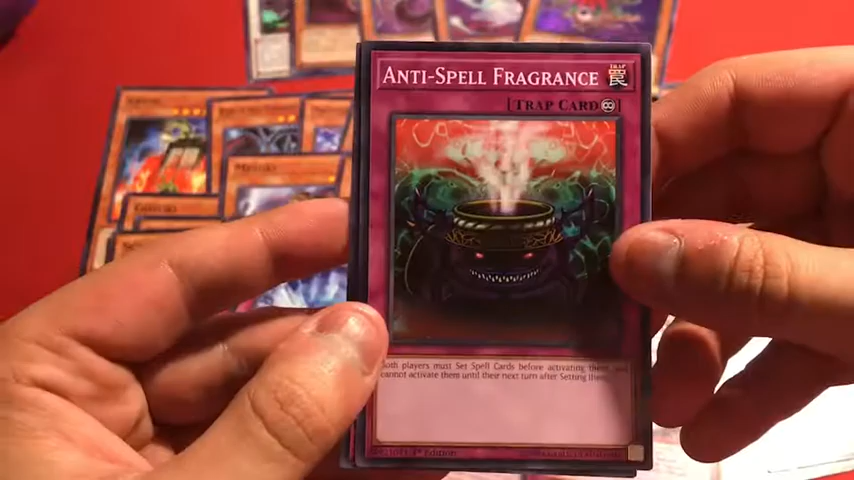 ANTI-SPELL FRAGRANCE
TRAP
罠
TRAP CARD
Both players must Set Spell Cards before activating them, and
cannot activate them until their next turn after Setting them.
1st Edition